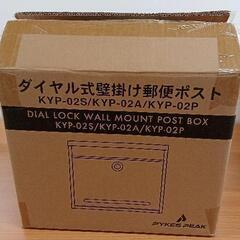 ダイヤル式壁掛け郵便ポスト
KYP-02S/KYP-02A/KYP-02P
DIAL LOCK WALL MOUNT POST BOX
KYP-02S/KYP-02A/KYP-02P
PYKES PEAK